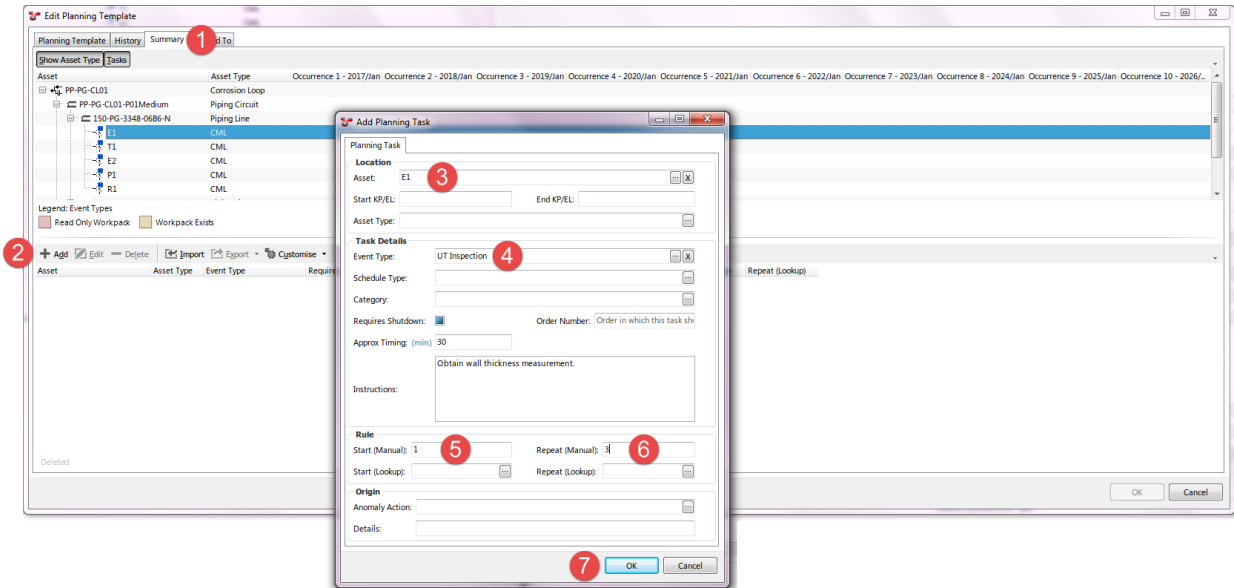 Edit Planning Template
Planning Template History Summary 1 d To
Show Asset Type Tasks
Asset Asset Type Occurrence 1 - 2017/Jan Occurrence 2 - 2018/Jan Occurrence 3 - 2019/Jan Occurrence 4 - 2020/Jan Occurrence 5 - 2021/Jan Occurrence 6 - 2022/Jan Occurrence 7 - 2023/Jan Occurrence 8 - 2024/Jan Occurrence 9 - 2025/Jan Occurrence 10 - 2026/..
PP-PG-CL01 Corrosion Loop
PP-PG-CL01-P01Medium Piping Circuit
150-PG-3348-06B6-N Piping Line
E1 CML
T1 CML
E2 CML
P1 CML
R1 CML
Legend: Event Types
Read Only Workpack Workpack Exists
2 Add Edit Delete Import Export Customise
Asset Asset Type Event Type Require Repeat (Lookup)
Deleted
OK Cancel
Add Planning Task
Planning Task
Location
Asset: E1 3
Start KP/EL: End KP/EL:
Asset Type:
Task Details
Event Type: UT Inspection 4
Schedule Type:
Category:
Requires Shutdown: Order Number: Order in which this task sho
Approx Timing: (min) 30
Obtain wall thickness measurement.
Instructions:
Rule
Start (Manual): 1 5 Repeat (Manual): 3 6
Start (Lookup): Repeat (Lookup):
Origin
Anomaly Action:
Details:
7 OK Cancel